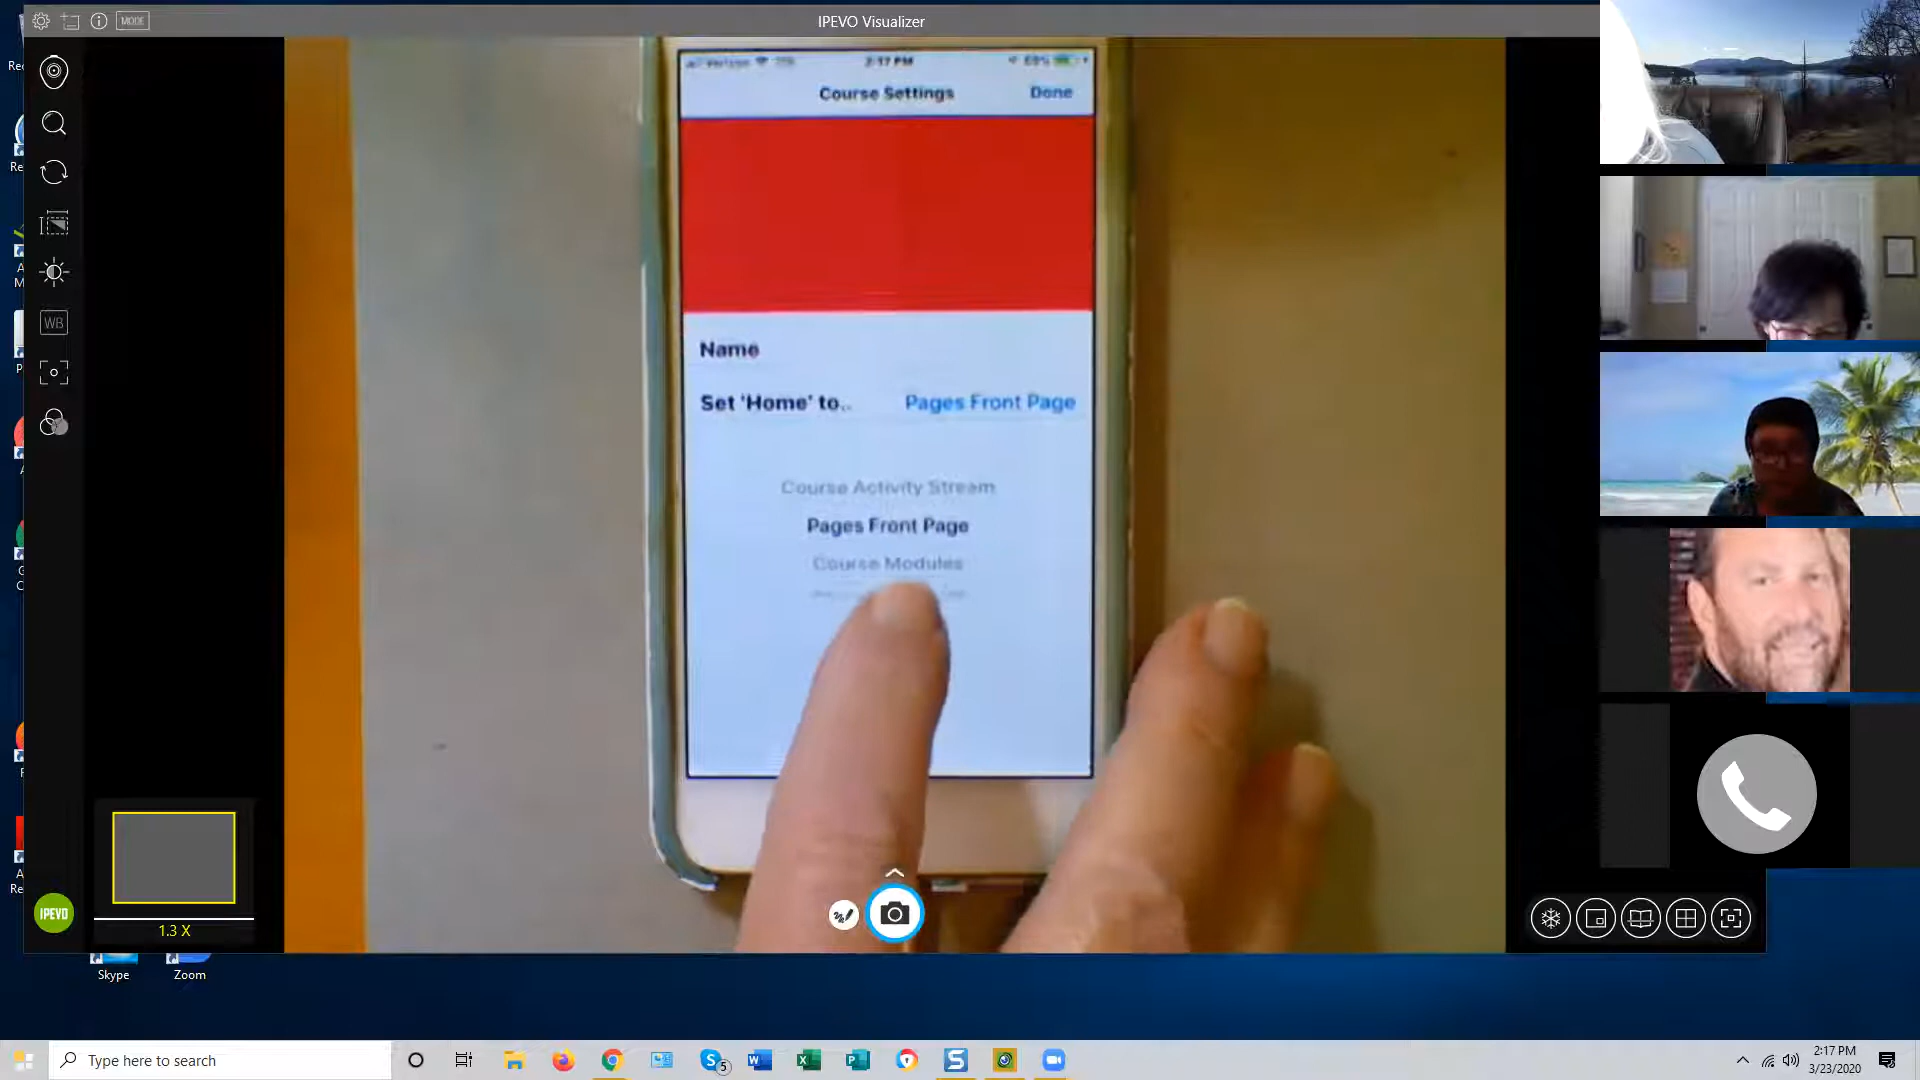 MODE
IPEVO Visualizer
2:17 PM
Course Settings
Done
Name
Set 'Home' to..
Pages Front Page
Course Activity Stream
Pages Front Page
Course Modules
WB
IPEVO
1.3 X
Skype
Zoom
Type here to search
5
2:17 PM
3/23/2020